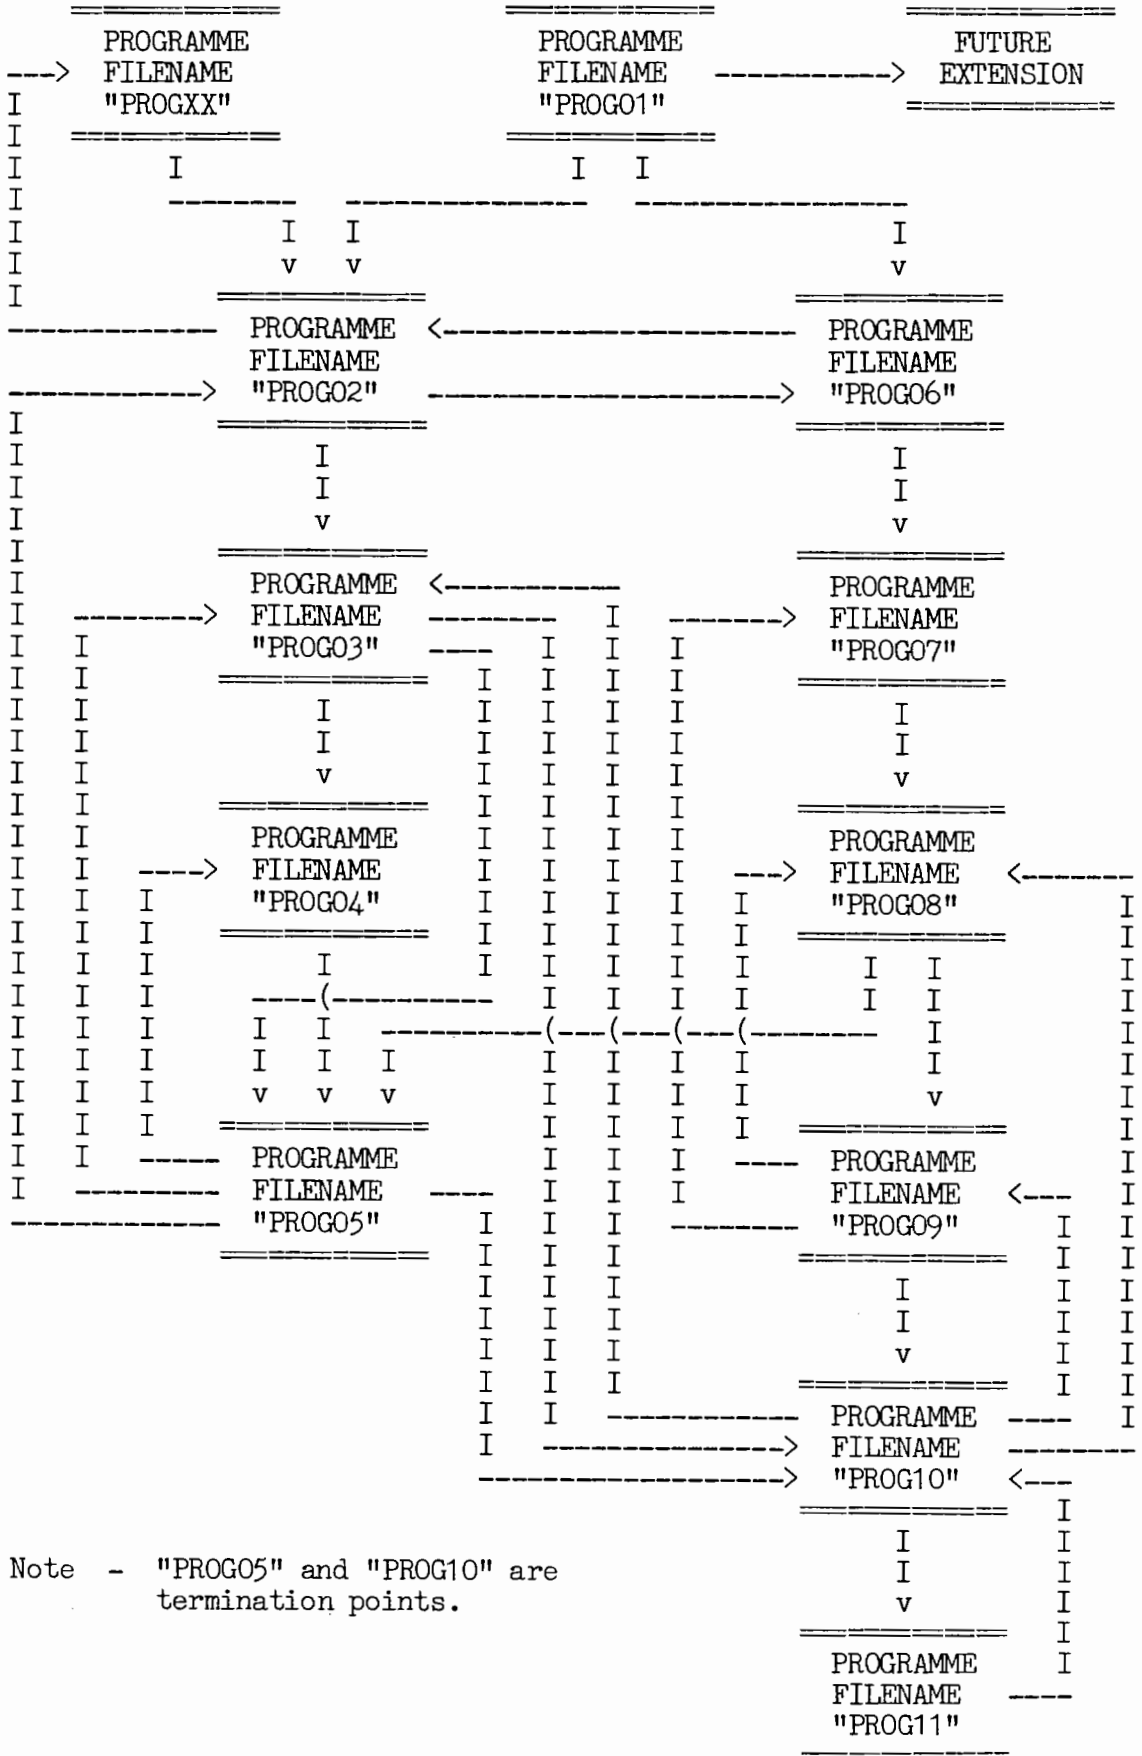 PROGRAMME
FILENAME
"PROGXX"
PROGRAMME
FILENAME
"PROG01"
FUTURE
EXTENSION
PROGRAMME
FILENAME
"PROG02"
PROGRAMME
FILENAME
"PROG06"
PROGRAMME
FILENAME
"PROG03"
PROGRAMME
FILENAME
"PROG07"
PROGRAMME
FILENAME
"PROG04"
PROGRAMME
FILENAME
"PROG08"
PROGRAMME
FILENAME
"PROG05"
PROGRAMME
FILENAME
"PROG09"
PROGRAMME
FILENAME
"PROG10"
Note - "PROG05" and "PROG10" are
termination points.
PROGRAMME
FILENAME
"PROG11"